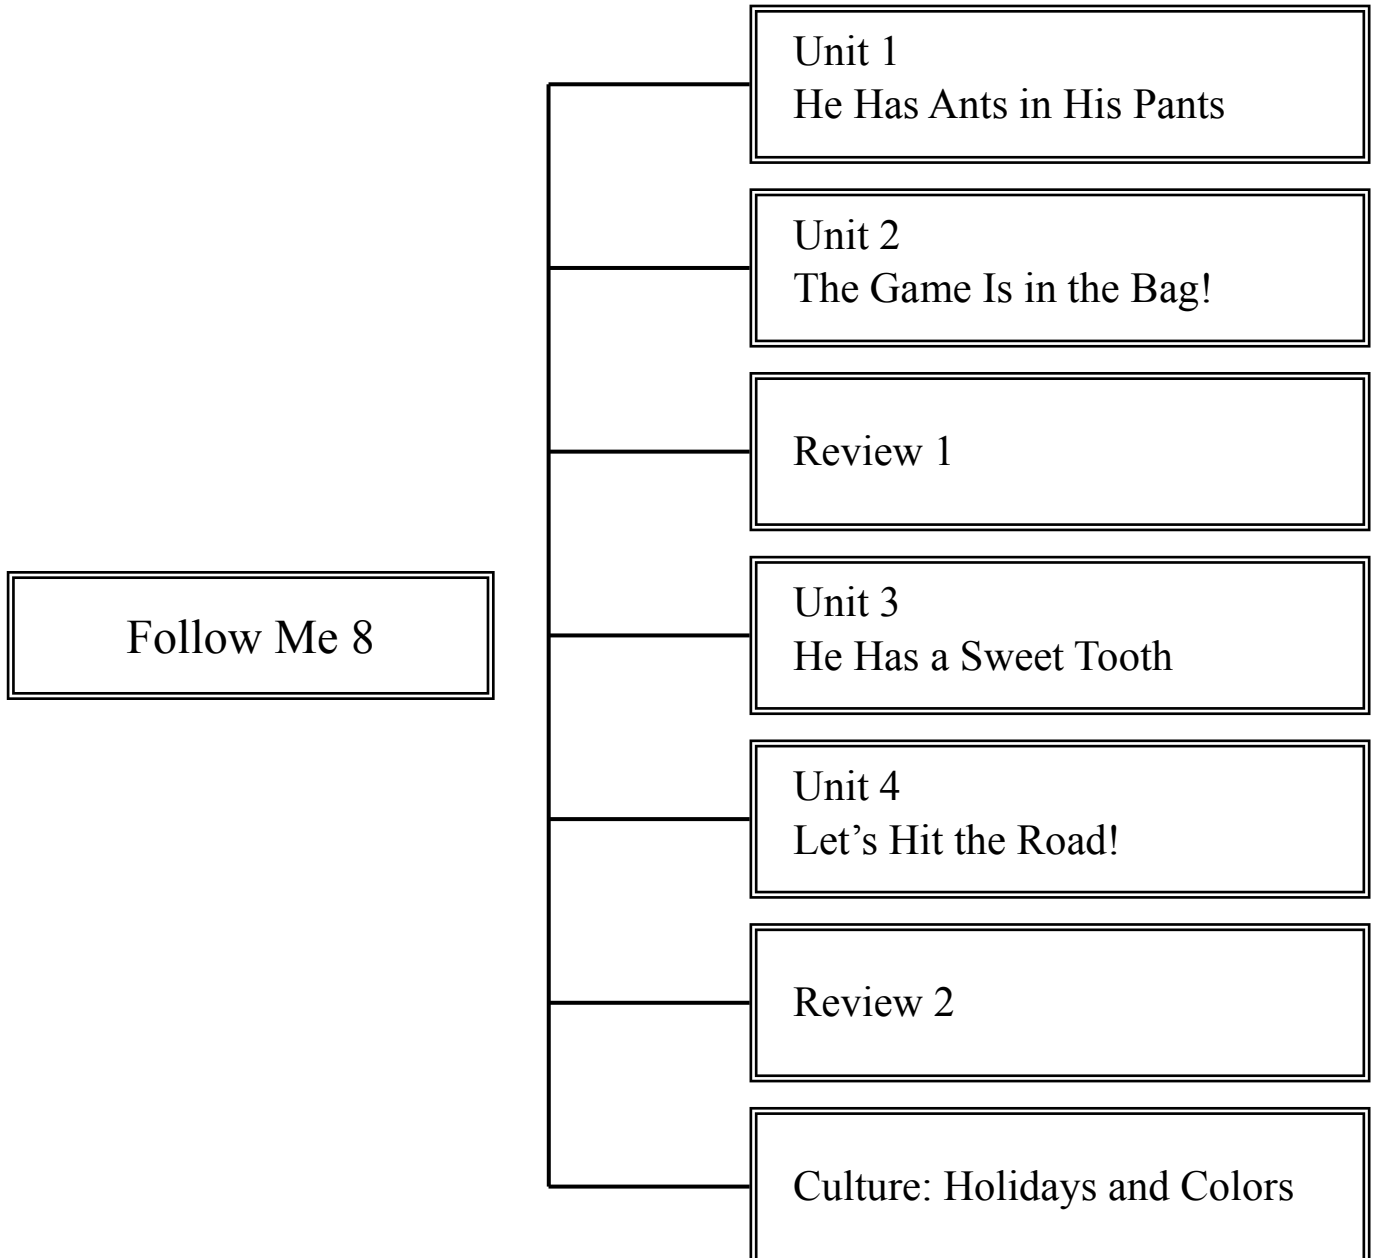 Follow Me 8
Unit 1
He Has Ants in His Pants
Unit 2
The Game Is in the Bag!
Review 1
Unit 3
He Has a Sweet Tooth
Unit 4
Let’s Hit the Road!
Review 2
Culture: Holidays and Colors